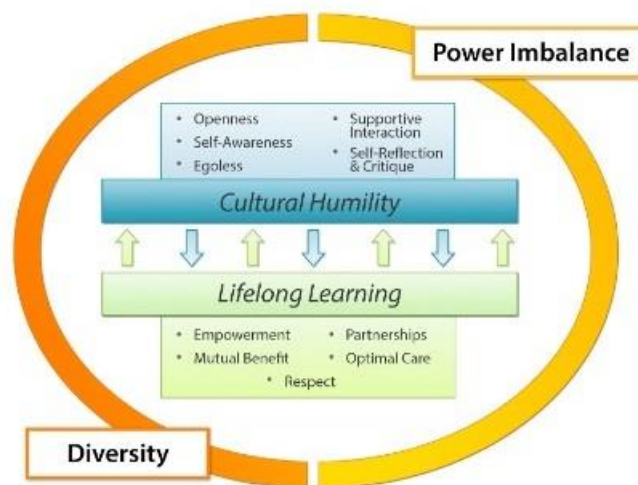 Power Imbalance
• Openness
• Self-Awareness
• Egoless
• Supportive
Interaction
• Self-Reflection
& Critique
Cultural Humility
Lifelong Learning
• Empowerment
• Mutual Benefit
• Partnerships
• Optimal Care
• Respect
Diversity